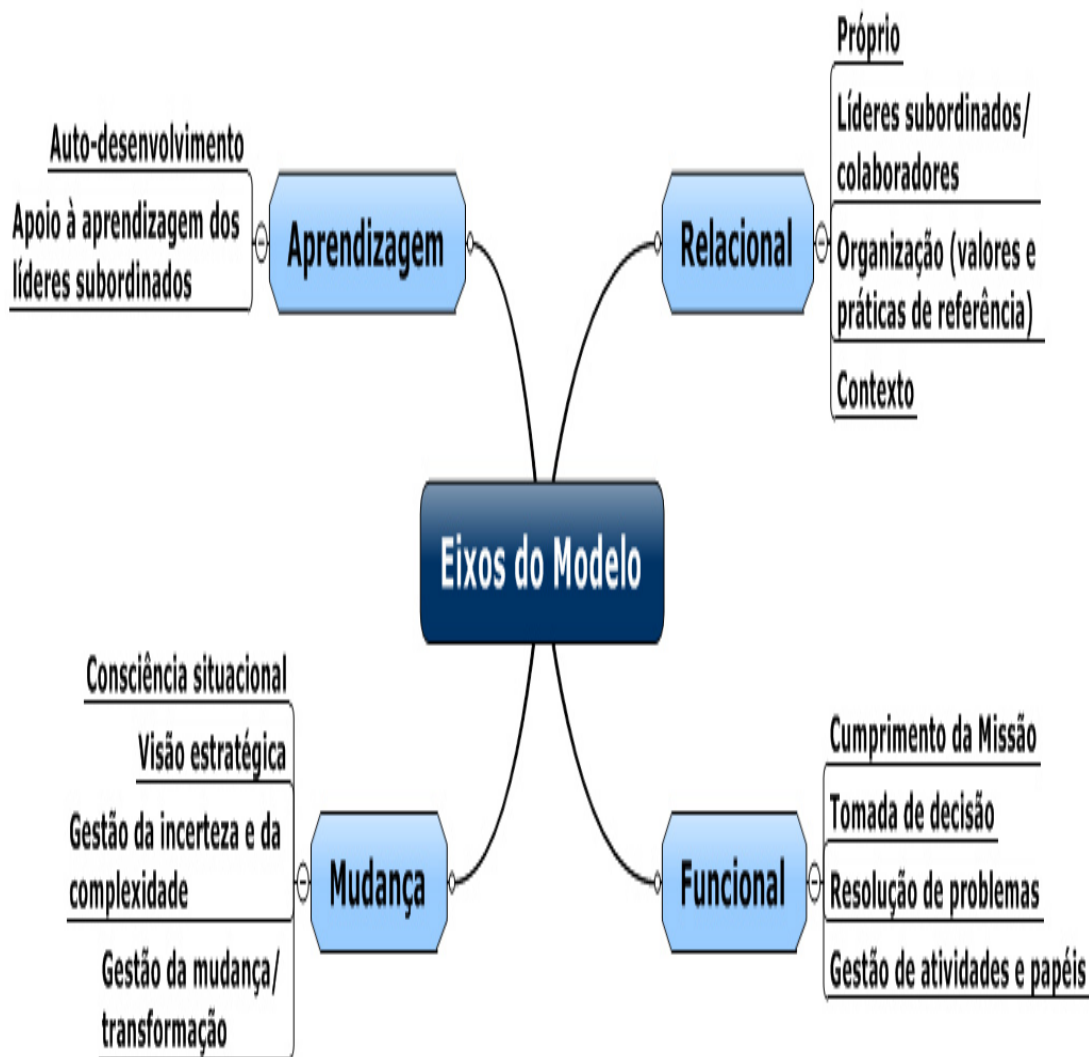 Eixos do Modelo
Relacional
Próprio
Líderes subordinados/
colaboradores
Organização (valores e
práticas de referência)
Contexto
Funcional
Cumprimento da Missão
Tomada de decisão
Resolução de problemas
Gestão de atividades e papéis
Aprendizagem
Auto-desenvolvimento
Apoio à aprendizagem dos
líderes subordinados
Mudança
Consciência situacional
Visão estratégica
Gestão da incerteza e da
complexidade
Gestão da mudança/
transformação